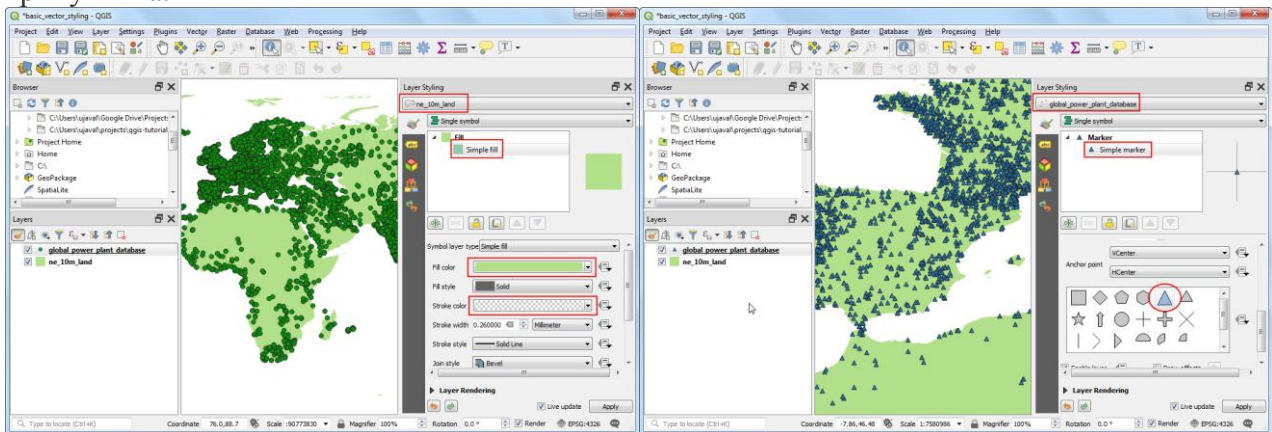 *basic_vector_styling - QGIS
Project Edit View Layer Settings Plugins Vector Raster Database Web Processing Help
Browser
C:\Users\ujaval\Google Drive\Projects
C:\Users\ujaval\projects\qgis-tutorial
Project Home
Home
C:\
GeoPackage
SpatiaLite
Layers
global_power_plant_database
ne_10m_land
Layer Styling
ne_10m_land
Single symbol
Fill
Simple fill
Symbol layer type Simple fill
Fill color
Fill style Solid
Stroke color
Stroke width 0.260000 Millimeter
Stroke style Solid Line
Join style Bevel
Layer Rendering
Live update Apply
Type to locate (Ctrl+K) Coordinate 76.0,88.7 Scale :90773830 Magnifier 100% Rotation 0.0 ° Render EPSG:4326
*basic_vector_styling - QGIS
Project Edit View Layer Settings Plugins Vector Raster Database Web Processing Help
Browser
C:\Users\ujaval\Google Drive\Projects
C:\Users\ujaval\projects\qgis-tutorial
Project Home
Home
C:\
GeoPackage
SpatiaLite
Layers
global_power_plant_database
ne_10m_land
Layer Styling
global_power_plant_database
Single symbol
Marker
Simple marker
VCenter
Anchor point
HCenter
Layer Rendering
Live update Apply
Type to locate (Ctrl+K) Coordinate -7.86,46.48 Scale 1:7580986 Magnifier 100% Rotation 0.0 ° Render EPSG:4326